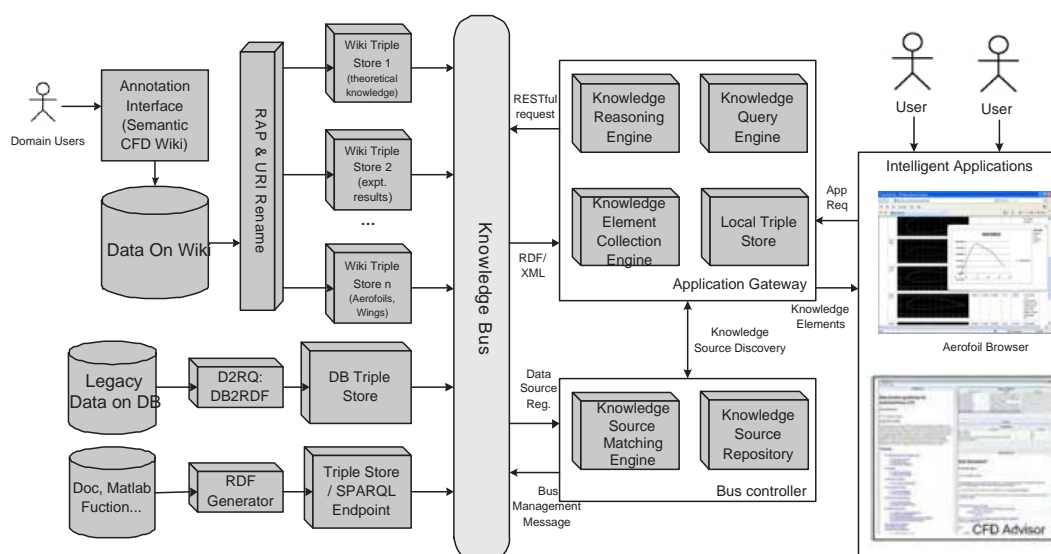 Domain Users
Annotation
Interface
(Semantic
CFD Wiki)
Data On Wiki
RAP & URI Rename
Wiki Triple
Store 1
(theoretical
knowledge)
Wiki Triple
Store 2
(expt.
results)
...
Wiki Triple
Store n
(Aerofoils,
Wings)
Legacy
Data on DB
D2RQ:
DB2RDF
DB Triple
Store
Doc, Matlab
Fuction...
RDF
Generator
Triple Store
/ SPARQL
Endpoint
Knowledge Bus
RESTful
request
RDF/
XML
Data
Source
Reg.
Bus
Management
Message
Knowledge
Reasoning
Engine
Knowledge
Query
Engine
Knowledge
Element
Collection
Engine
Local Triple
Store
Application Gateway
Knowledge
Source Discovery
Knowledge
Source
Matching
Engine
Knowledge
Source
Repository
Bus controller
App
Req
Knowledge
Elements
User
User
Intelligent Applications
Aerofoil Browser
CFD Advisor